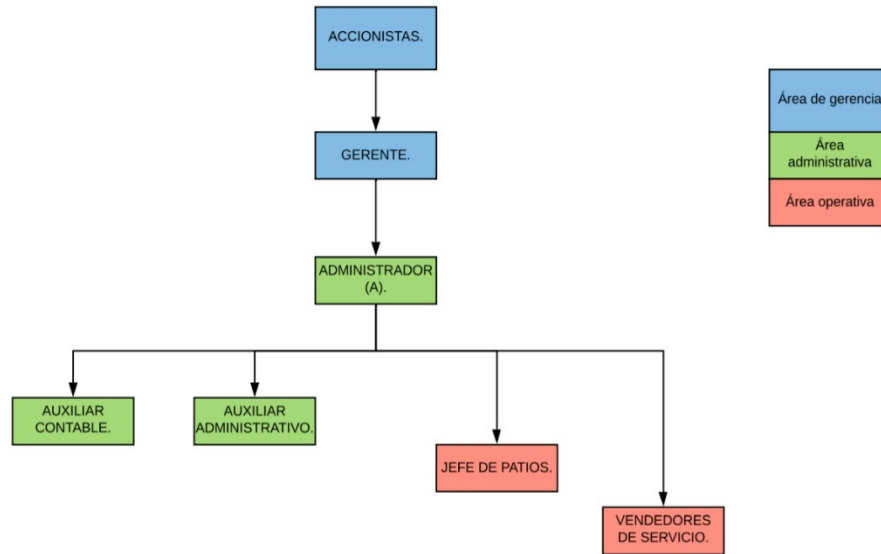 ACCIONISTAS.
Área de gerencia
Área
administrativa
Área operativa
GERENTE.
ADMINISTRADOR
(A).
AUXILIAR
CONTABLE.
AUXILIAR
ADMINISTRATIVO.
JEFE DE PATIOS.
VENDEDORES
DE SERVICIO.